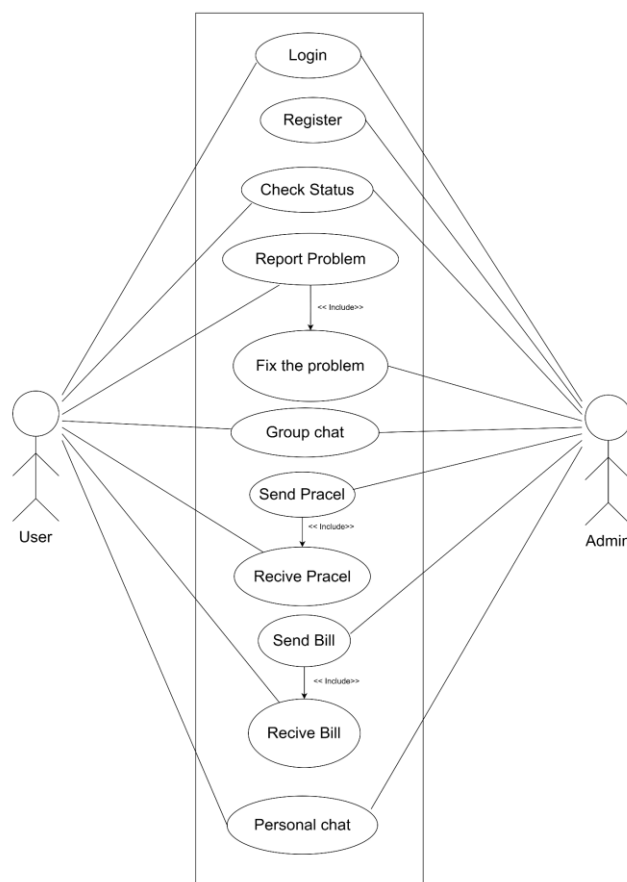 Login
Register
Check Status
Report Problem
<< Include>>
Fix the problem
Group chat
Send Pracel
<< Include>>
User
Admin
Recive Pracel
Send Bill
<< Include>>
Recive Bill
Personal chat